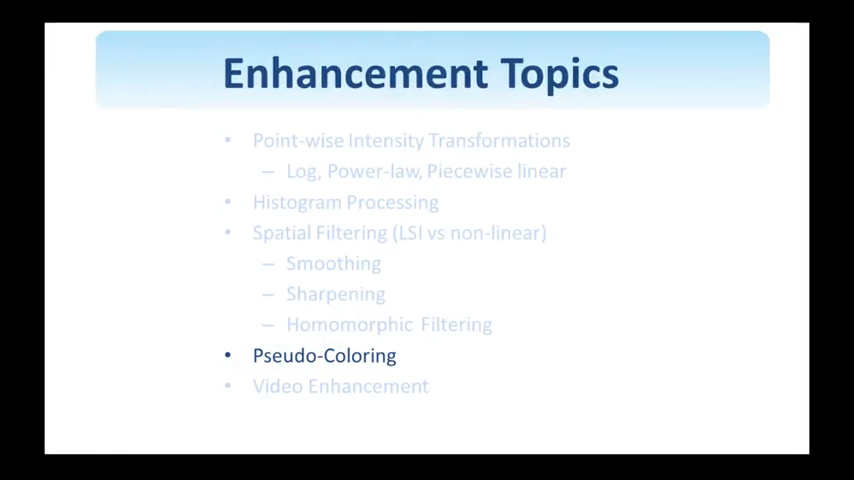 Enhancement Topics
• Point-wise Intensity Transformations
– Log, Power-law, Piecewise linear
• Histogram Processing
• Spatial Filtering (LSI vs non-linear)
– Smoothing
– Sharpening
– Homomorphic Filtering
• Pseudo-Coloring
• Video Enhancement